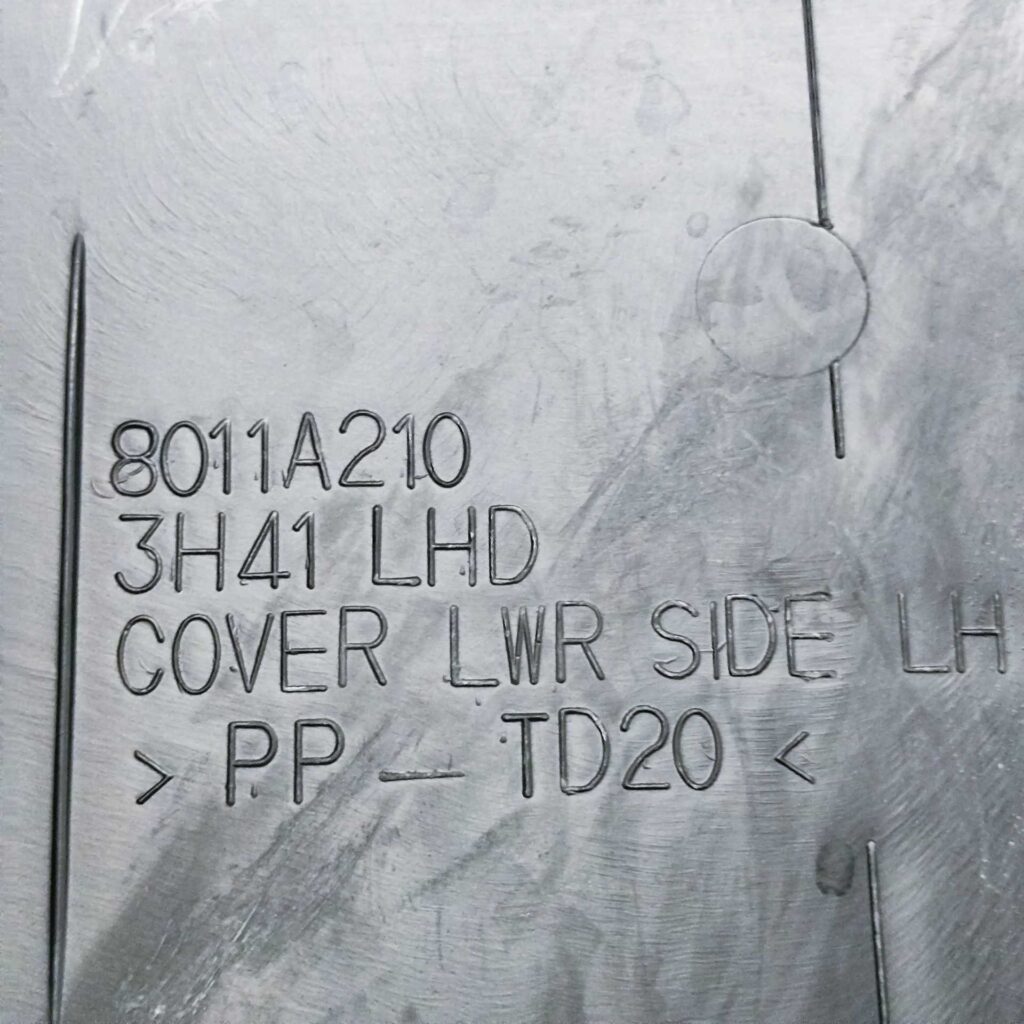 8011A210
3H41 LHD
COVER LWR SIDE LH
> PP — TD20 <